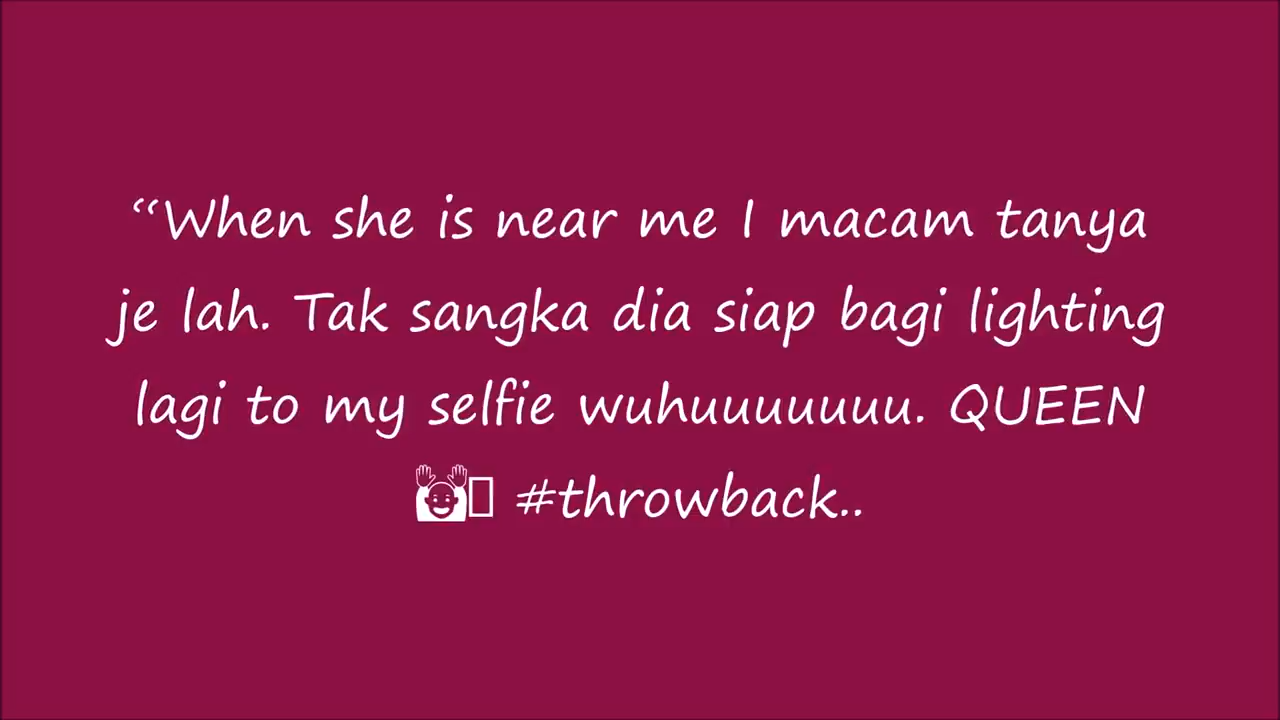 “When she is near me I macam tanya
je lah. Tak sangka dia siap bagi lighting
lagi to my selfie wuhuuuuuuu. QUEEN
🙌 #throwback..